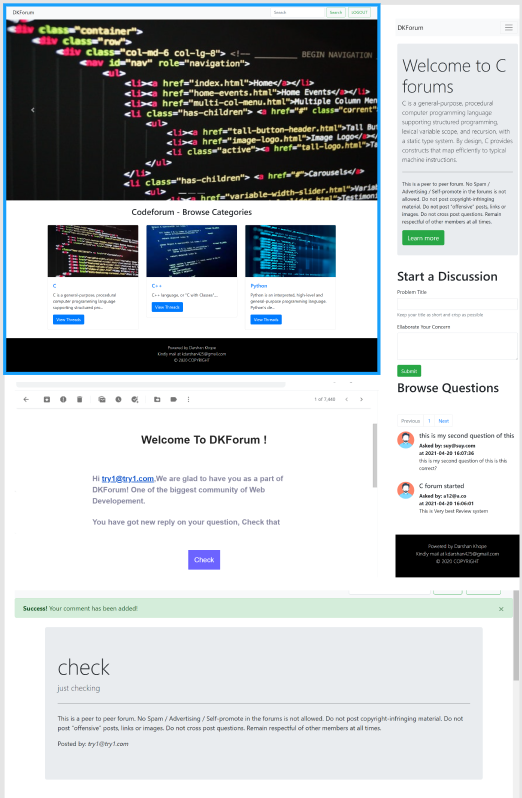 DKForum
Search
Search
LOGOUT
class="container">
<div class="row">
<div class="col-md-6 col-lg-8"> <!-- BEGIN NAVIGATION
<nav id="nav" role="navigation">
<ul>
<li><a href="index.html">Home</a></li>
<li><a href="home-events.html">Home Events</a></li>
<li><a href="multi-col-menu.html">Multiple Column Men
<li class="has-children"> <a href="#" class="current"
<ul>
<li><a href="tall-button-header.html">Tall But
<li><a href="image-logo.html">Image Logo</a></
<li class="active"><a href="tall-logo.html">Ta
</ul>
</li>
<li class="has-children"> <a href="#">Carousels</a>
<ul>
<li><a href="variable-width-slider.html">Variab
Codeforum - Browse Categories
C
C is a general-purpose, procedural
computer programming language
supporting structured pro...
View Threads
C++
C++ language, or "C with Classes"...
View Threads
Python
Python is an interpreted, high-level and
general-purpose programming language.
Python's de...
View Threads
Powered by Darshan Khope
Kindly mail at kdarshan425@gmail.com
© 2020 COPYRIGHT
DKForum
Welcome to C
forums
C is a general-purpose, procedural
computer programming language
supporting structured programming,
lexical variable scope, and recursion, with
a static type system. By design, C provides
constructs that map efficiently to typical
machine instructions.
This is a peer to peer forum. No Spam /
Advertising / Self-promote in the forums is not
allowed. Do not post copyright-infringing
material. Do not post "offensive" posts, links or
images. Do not cross post questions. Remain
respectful of other members at all times.
Learn more
Start a Discussion
Problem Title
Keep your title as short and crisp as possible
Ellaborate Your Concern
Submit
Browse Questions
Previous 1 Next
this is my second question of this
Asked by: suy@suy.com
at 2021-04-20 16:07:36
this is my second question of this is this
correct?
C forum started
Asked by: a12@a.co
at 2021-04-20 16:06:01
This is Very best Review system
Powered by Darshan Khope
Kindly mail at kdarshan425@gmail.com
© 2020 COPYRIGHT
1 of 7,448
Welcome To DKForum !
Hi try1@try1.com,We are glad to have you as a part of
DKForum! One of the biggest community of Web
Developement.
You have got new reply on your question, Check that
Check
Success! Your comment has been added!
×
check
just checking
This is a peer to peer forum. No Spam / Advertising / Self-promote in the forums is not allowed. Do not post copyright-infringing material. Do not
post "offensive" posts, links or images. Do not cross post questions. Remain respectful of other members at all times.
Posted by: try1@try1.com